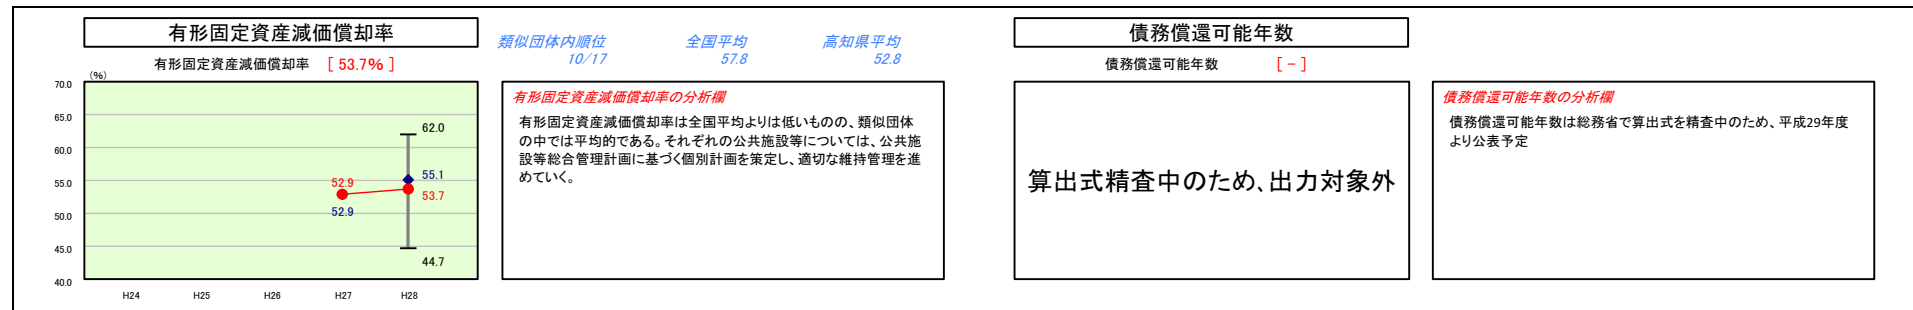 有形固定資産減価償却率
有形固定資産減価償却率 [ 53.7% ]
類似団体内順位 全国平均 高知県平均
10/17 57.8 52.8
(%)
70.0
65.0
60.0
55.0
50.0
45.0
40.0
62.0
55.1
52.9
53.7
52.9
44.7
H24 H25 H26 H27 H28
有形固定資産減価償却率の分析欄
有形固定資産減価償却率は全国平均よりは低いものの、類似団体
の中では平均的である。それぞれの公共施設等については、公共施
設等総合管理計画に基づく個別計画を策定し、適切な維持管理を進
めていく。
債務償還可能年数
債務償還可能年数 [ - ]
算出式精査中のため、出力対象外
債務償還可能年数の分析欄
債務償還可能年数は総務省で算出式を精査中のため、平成29年度
より公表予定